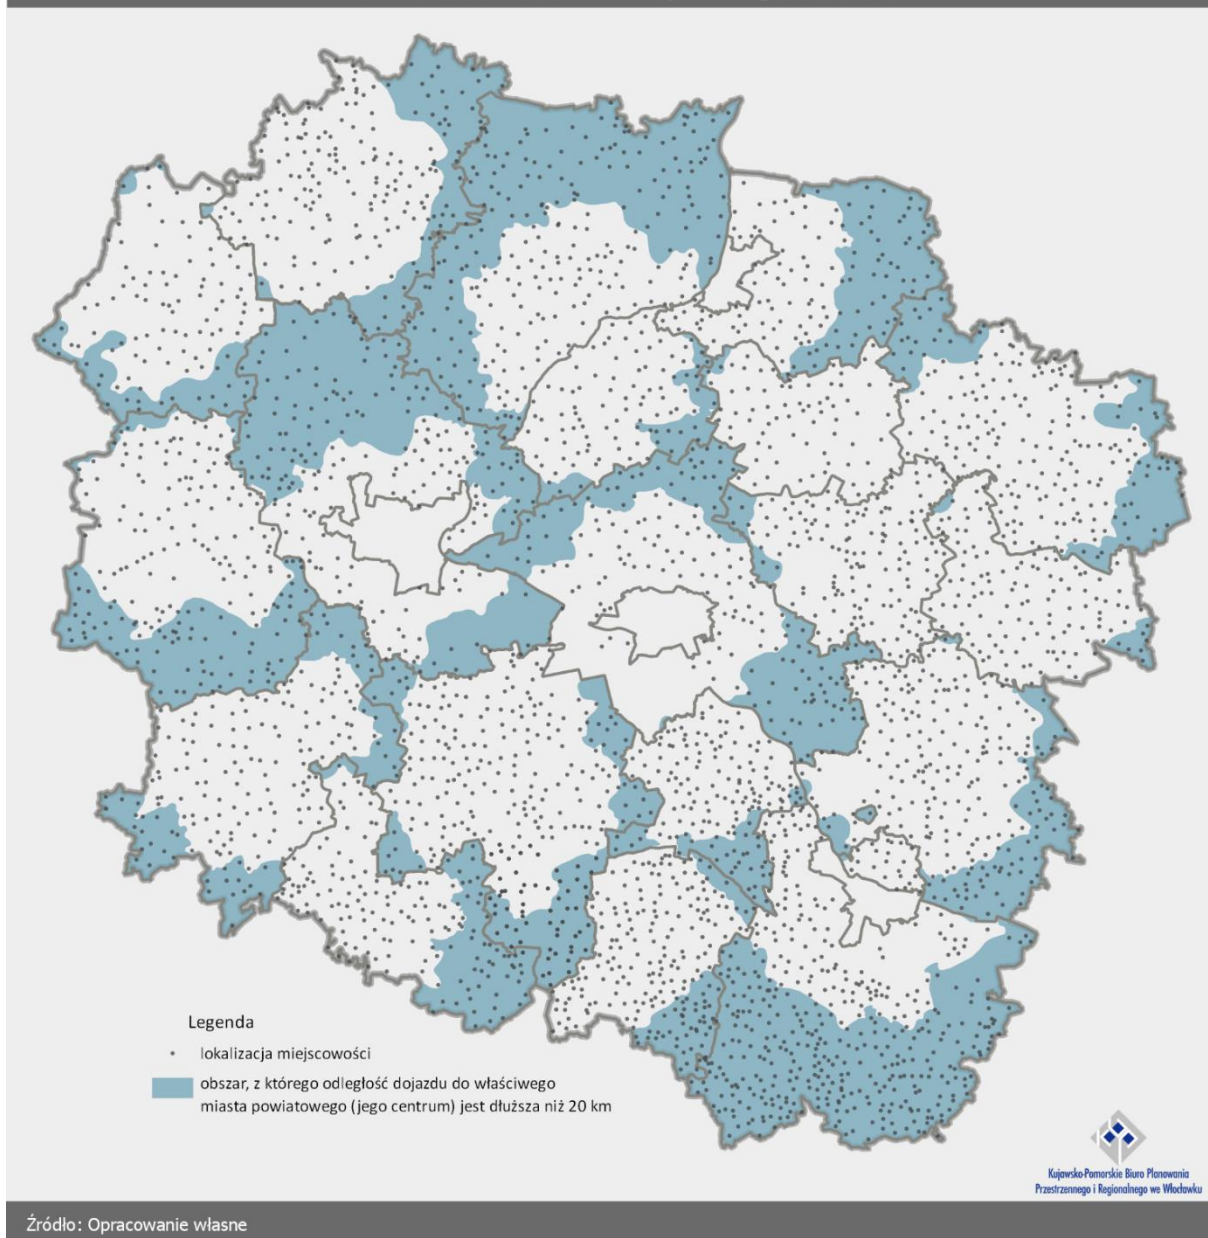 Legenda
lokalizacja miejscowości
obszar, z którego odległość dojazdu do właściwego
miasta powiatowego (jego centrum) jest dłuższa niż 20 km
Kujawsko-Pomorskie Biuro Planowania
Przestrzennego i Regionalnego we Włocławku
Źródło: Opracowanie własne